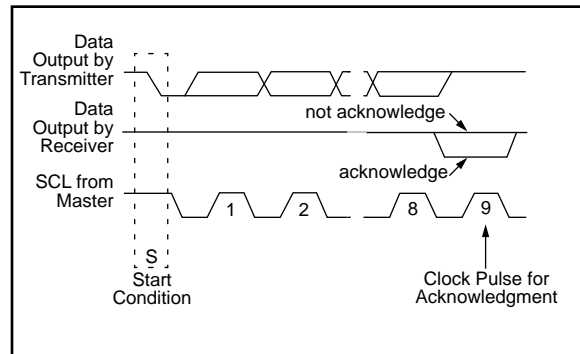 Data
Output by
Transmitter
Data
Output by
Receiver
not acknowledge
acknowledge
SCL from
Master
1
2
8
9
S
Start
Condition
Clock Pulse for
Acknowledgment